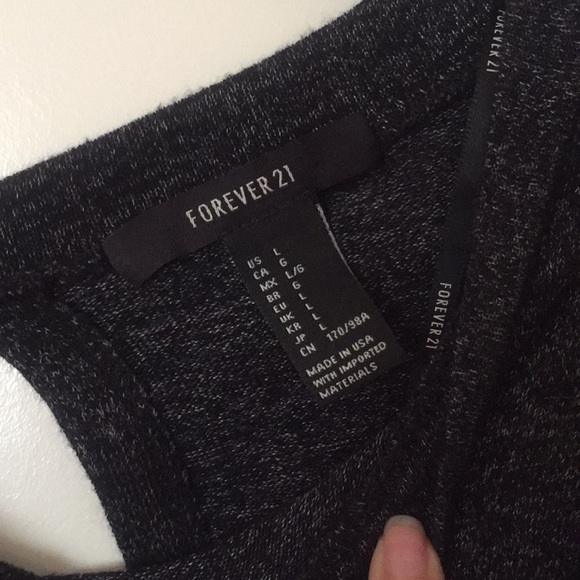 FOREVER 21
FOREVER 21
US L
CA G
MX L/G
BR G
EU L
UK L
KR L
JP L
CN 170/98A
MADE IN USA
WITH IMPORTED
MATERIALS
FOREVER 21